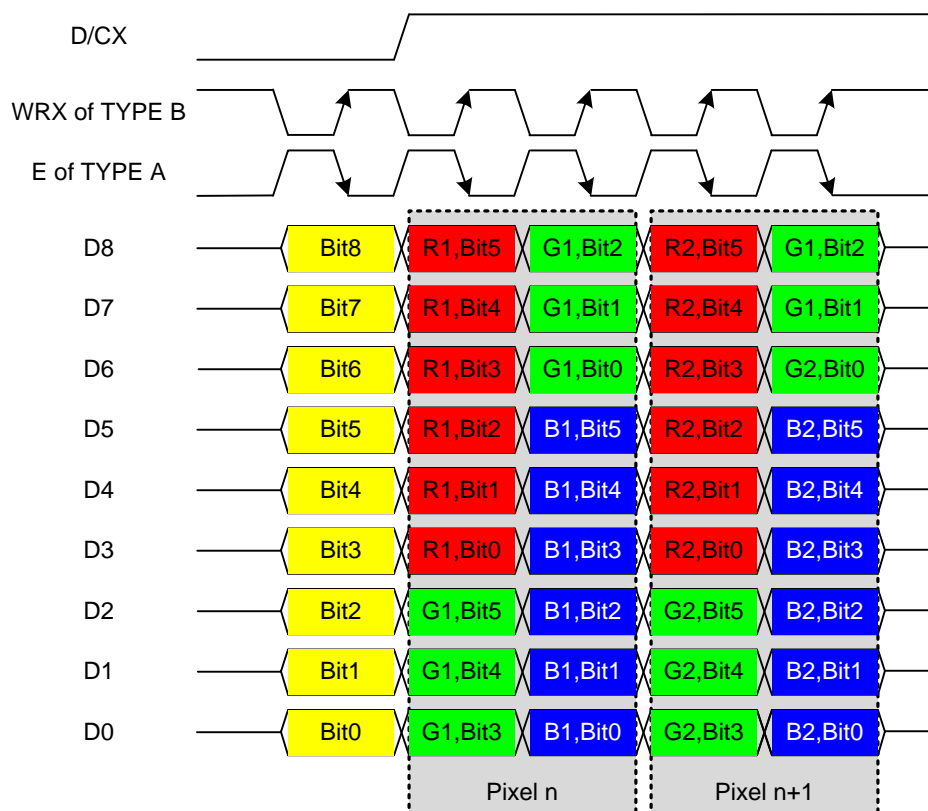 D/CX
WRX of TYPE B
E of TYPE A
D8 Bit8 R1,Bit5 G1,Bit2 R2,Bit5 G1,Bit2
D7 Bit7 R1,Bit4 G1,Bit1 R2,Bit4 G1,Bit1
D6 Bit6 R1,Bit3 G1,Bit0 R2,Bit3 G2,Bit0
D5 Bit5 R1,Bit2 B1,Bit5 R2,Bit2 B2,Bit5
D4 Bit4 R1,Bit1 B1,Bit4 R2,Bit1 B2,Bit4
D3 Bit3 R1,Bit0 B1,Bit3 R2,Bit0 B2,Bit3
D2 Bit2 G1,Bit5 B1,Bit2 G2,Bit5 B2,Bit2
D1 Bit1 G1,Bit4 B1,Bit1 G2,Bit4 B2,Bit1
D0 Bit0 G1,Bit3 B1,Bit0 G2,Bit3 B2,Bit0
Pixel n Pixel n+1